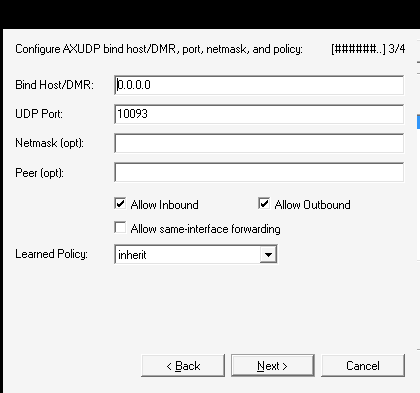 Configure AXUDP bind host/DMR, port, netmask, and policy: [######..] 3/4
Bind Host/DMR: 0.0.0.0
UDP Port: 10093
Netmask (opt):
Peer (opt):
Allow Inbound Allow Outbound
Allow same-interface forwarding
Learned Policy: inherit
< Back Next > Cancel